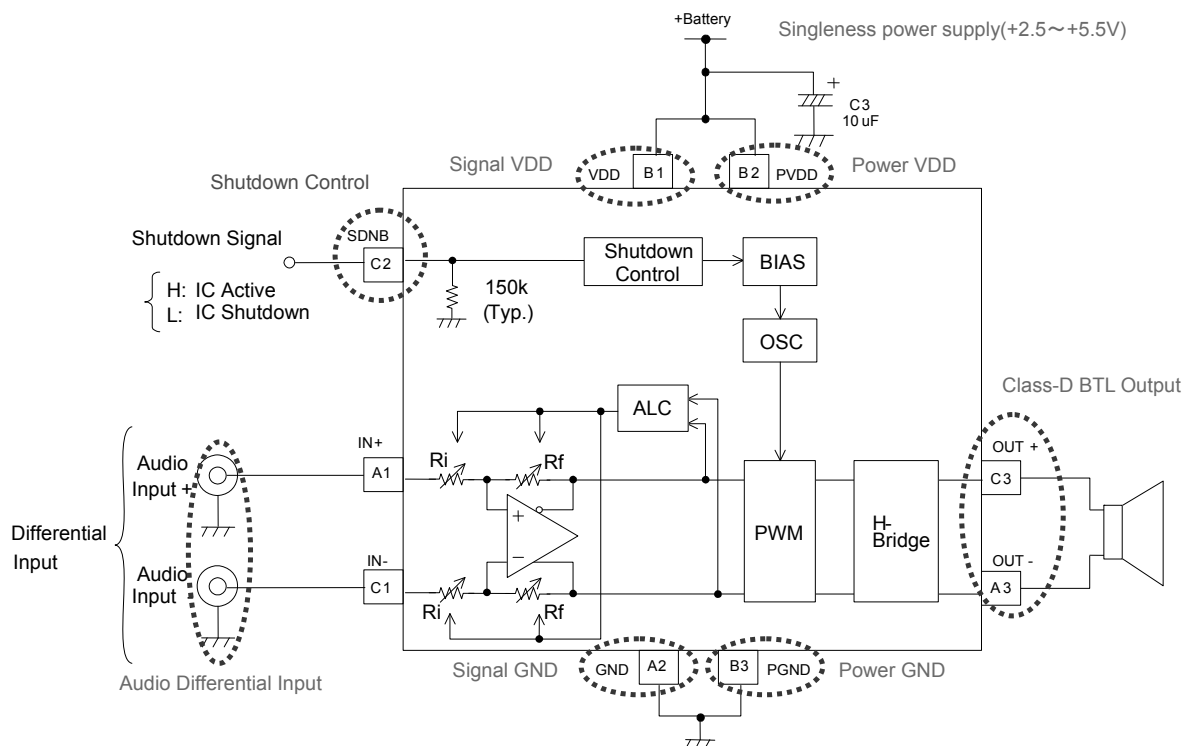 +Battery
Singleness power supply(+2.5～+5.5V)
+
C3
10 uF
Signal VDD
VDD
B1
B2
PVDD
Power VDD
Shutdown Control
Shutdown Signal
SDNB
C2
H: IC Active
L: IC Shutdown
150k
(Typ.)
Shutdown
Control
BIAS
OSC
ALC
Class-D BTL Output
Differential
Input
Audio
Input +
IN+
A1
Ri
Rf
+
−
PWM
H-
Bridge
OUT +
C3
OUT -
A3
Audio
Input
IN-
C1
Ri
Rf
Audio Differential Input
Signal GND
GND
A2
B3
PGND
Power GND